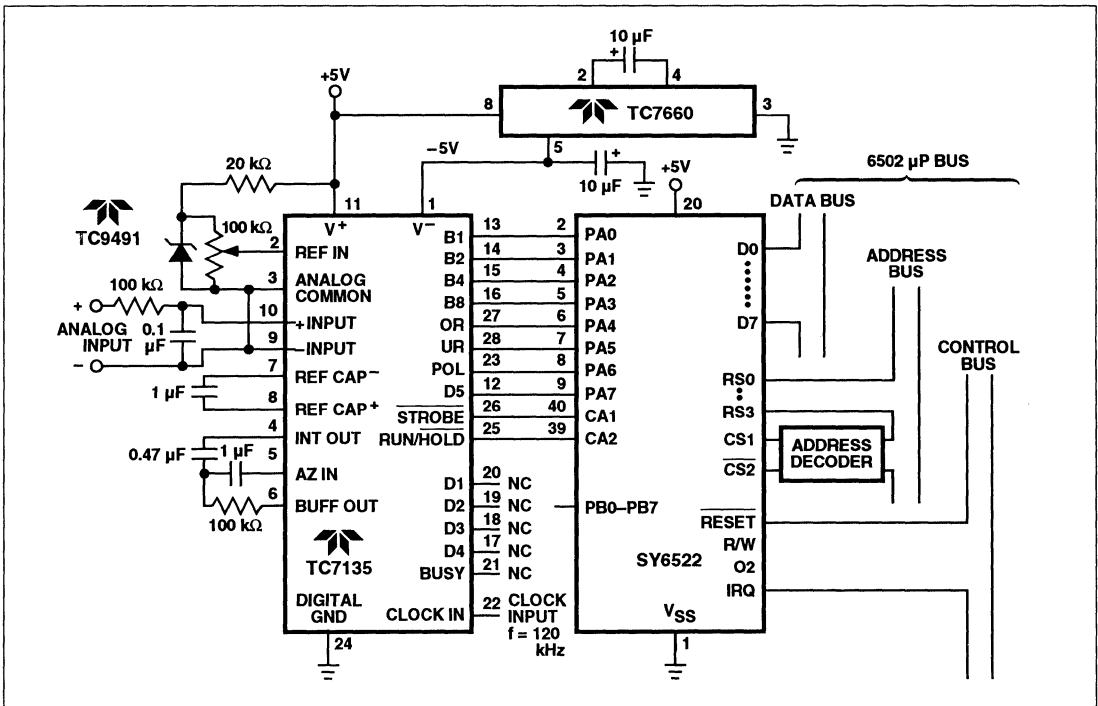 10 µF
+
2
4
+5V
8
TC7660
3
5
–5V
+
10 µF
+5V
6502 µP BUS
20 kΩ
20
DATA BUS
TC9491
11
1
V+
V–
100 kΩ
2
REF IN
3
ANALOG
COMMON
100 kΩ
+
10
+INPUT
ANALOG
INPUT
0.1
µF
9
–INPUT
–
7
REF CAP–
1 µF
8
REF CAP+
4
INT OUT
0.47 µF
1 µF
5
AZ IN
6
BUFF OUT
100 kΩ
TC7135
DIGITAL
GND
24
B1 13 2 PA0
B2 14 3 PA1
B4 15 4 PA2
B8 16 5 PA3
OR 27 6 PA4
UR 28 7 PA5
POL 23 8 PA6
D5 12 9 PA7
STROBE 26 40 CA1
RUN/HOLD 25 39 CA2
D1 20 NC
D2 19 NC
D3 18 NC
D4 17 NC
BUSY 21 NC
CLOCK IN 22 CLOCK
INPUT
f = 120
kHz
PB0–PB7
SY6522
VSS
1
D0
D7
ADDRESS
BUS
CONTROL
BUS
RS0
RS3
CS1
CS2
ADDRESS
DECODER
RESET
R/W
O2
IRQ